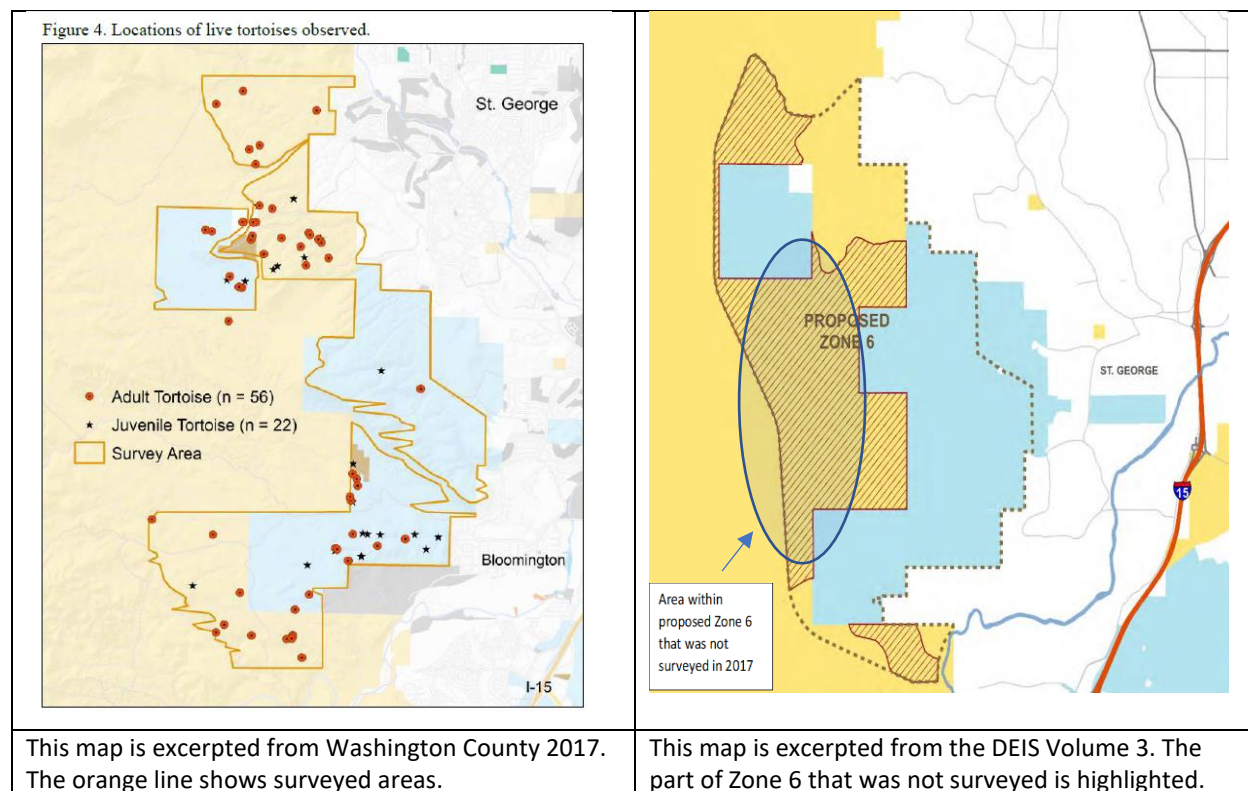 Figure 4. Locations of live tortoises observed.
St. George
Adult Tortoise (n = 56)
Juvenile Tortoise (n = 22)
Survey Area
Bloomington
I-15
PROPOSED
ZONE 6
ST. GEORGE
15
Area within
proposed Zone 6
that was not
surveyed in 2017
This map is excerpted from Washington County 2017.
The orange line shows surveyed areas.
This map is excerpted from the DEIS Volume 3. The
part of Zone 6 that was not surveyed is highlighted.